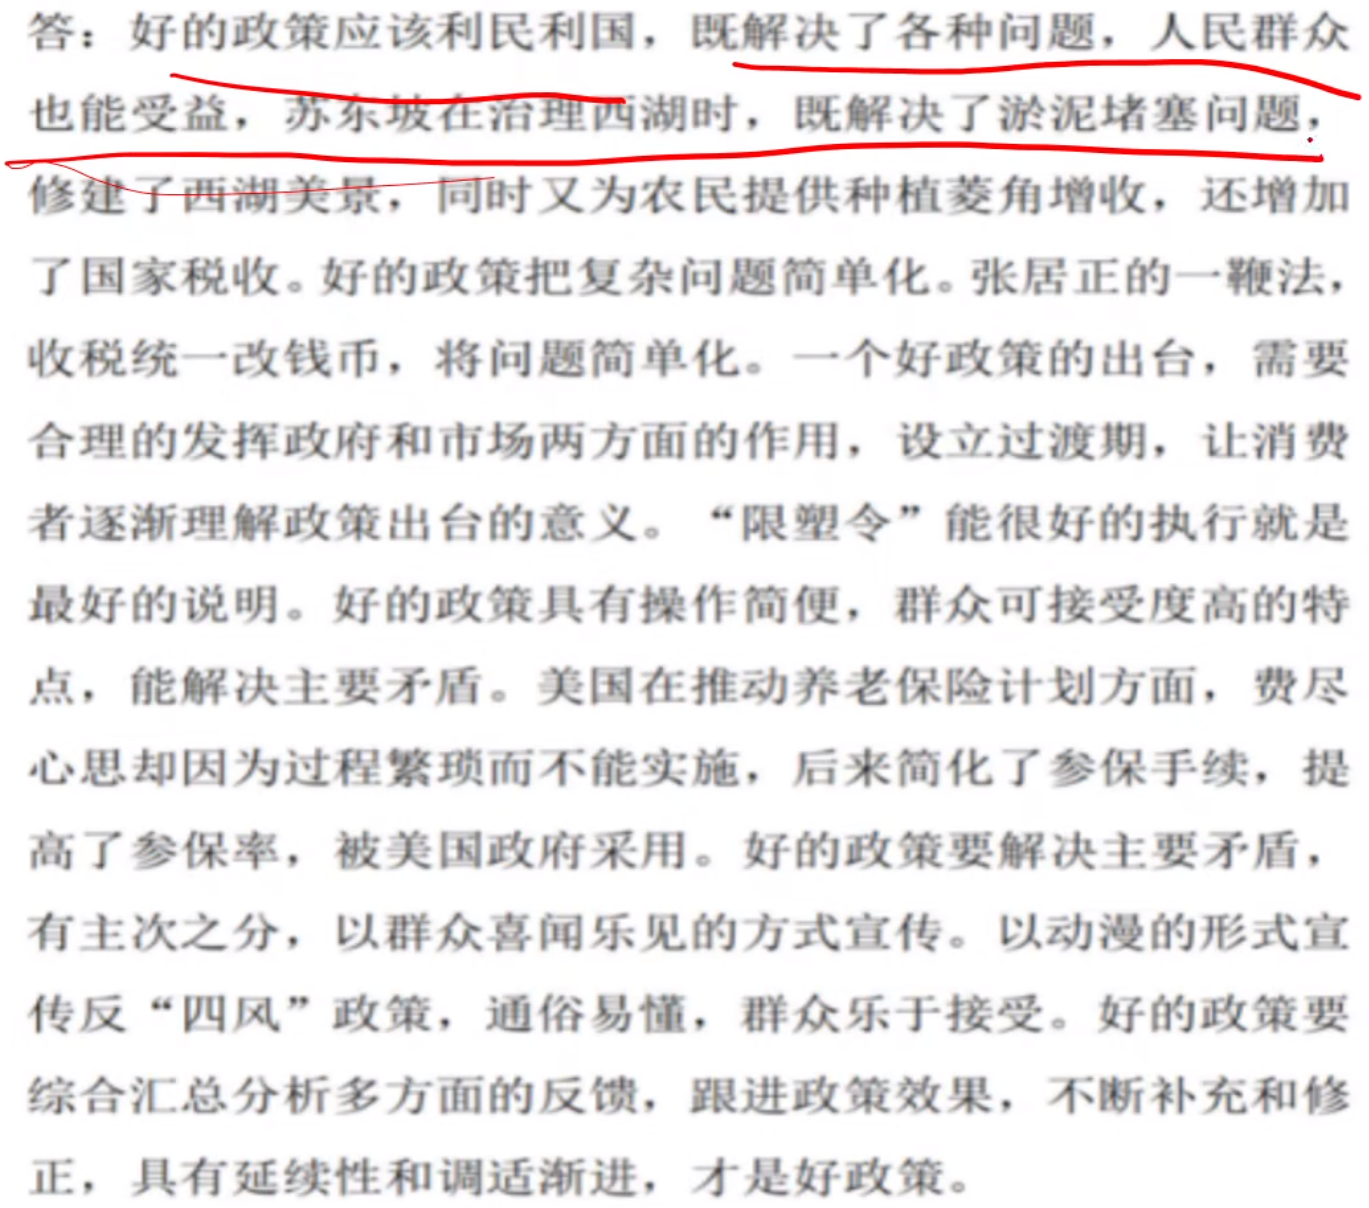 答：好的政策应该利民利国，既解决了各种问题，人民群众
也能受益，苏东坡在治理西湖时，既解决了淤泥堵塞问题，
修建了西湖美景，同时又为农民提供种植菱角增收，还增加
了国家税收。好的政策把复杂问题简单化。张居正的一鞭法，
收税统一改钱币，将问题简单化。一个好政策的出台，需要
合理的发挥政府和市场两方面的作用，设立过渡期，让消费
者逐渐理解政策出台的意义。“限塑令”能很好的执行就是
最好的说明。好的政策具有操作简便，群众可接受度高的特
点，能解决主要矛盾。美国在推动养老保险计划方面，费尽
心思却因为过程繁琐而不能实施，后来简化了参保手续，提
高了参保率，被美国政府采用。好的政策要解决主要矛盾，
有主次之分，以群众喜闻乐见的方式宣传。以动漫的形式宣
传反“四风”政策，通俗易懂，群众乐于接受。好的政策要
综合汇总分析多方面的反馈，跟进政策效果，不断补充和修
正，具有延续性和调适渐进，才是好政策。